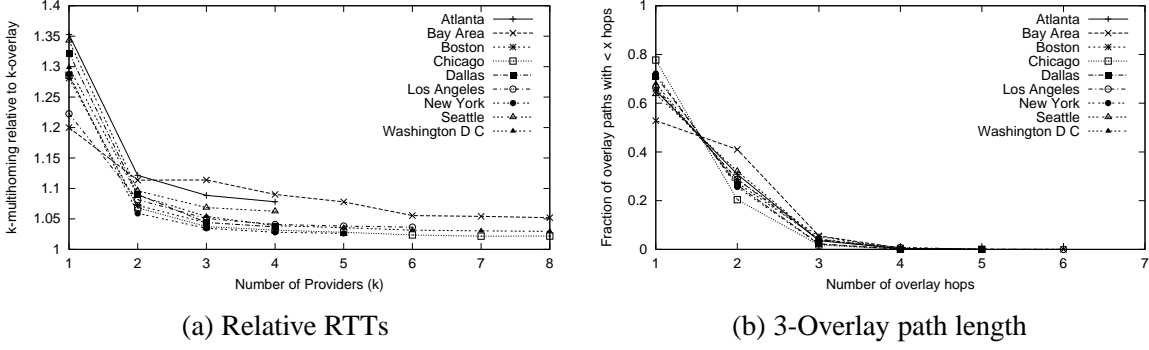 k-multihoming relative to k-overlay
1.4
1.35
1.3
1.25
1.2
1.15
1.1
1.05
1
1 2 3 4 5 6 7 8
Number of Providers (k)
Atlanta
Bay Area
Boston
Chicago
Dallas
Los Angeles
New York
Seattle
Washington D C
(a) Relative RTTs
Fraction of overlay paths with < x hops
1
0.8
0.6
0.4
0.2
0
1 2 3 4 5 6 7
Number of overlay hops
Atlanta
Bay Area
Boston
Chicago
Dallas
Los Angeles
New York
Seattle
Washington D C
(b) 3-Overlay path length